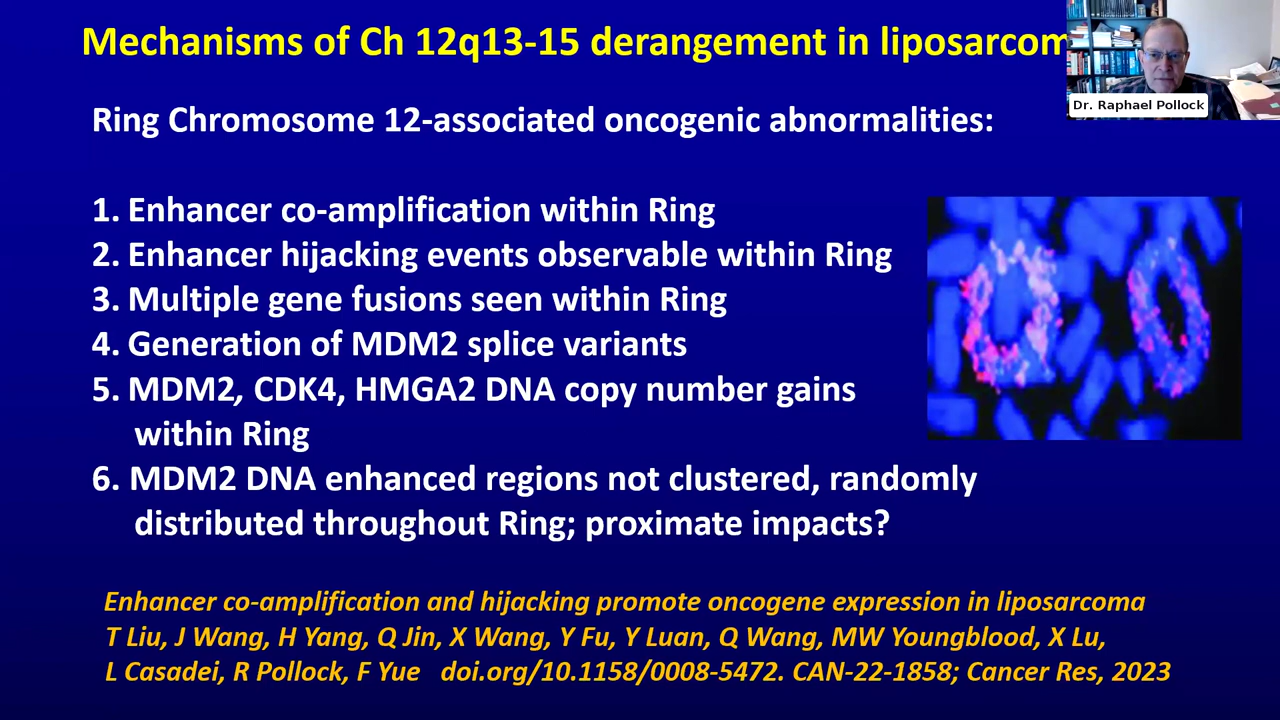 Mechanisms of Ch 12q13-15 derangement in liposarcom
Dr. Raphael Pollock
Ring Chromosome 12-associated oncogenic abnormalities:
1. Enhancer co-amplification within Ring
2. Enhancer hijacking events observable within Ring
3. Multiple gene fusions seen within Ring
4. Generation of MDM2 splice variants
5. MDM2, CDK4, HMGA2 DNA copy number gains
within Ring
6. MDM2 DNA enhanced regions not clustered, randomly
distributed throughout Ring; proximate impacts?
Enhancer co-amplification and hijacking promote oncogene expression in liposarcoma
T Liu, J Wang, H Yang, Q Jin, X Wang, Y Fu, Y Luan, Q Wang, MW Youngblood, X Lu,
L Casadei, R Pollock, F Yue doi.org/10.1158/0008-5472. CAN-22-1858; Cancer Res, 2023